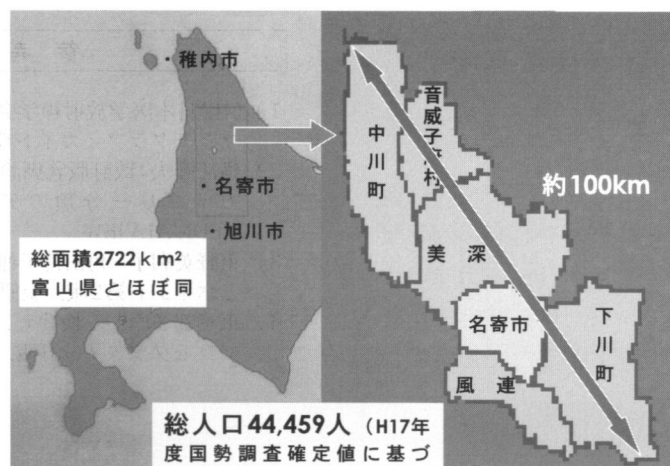 ・稚内市
・名寄市
・旭川市
総面積2722ｋｍ²
富山県とほぼ同
総人口44,459人（H17年
度国勢調査確定値に基づ
中川町
音威子府村
約100km
美深
名寄市
下川町
風連